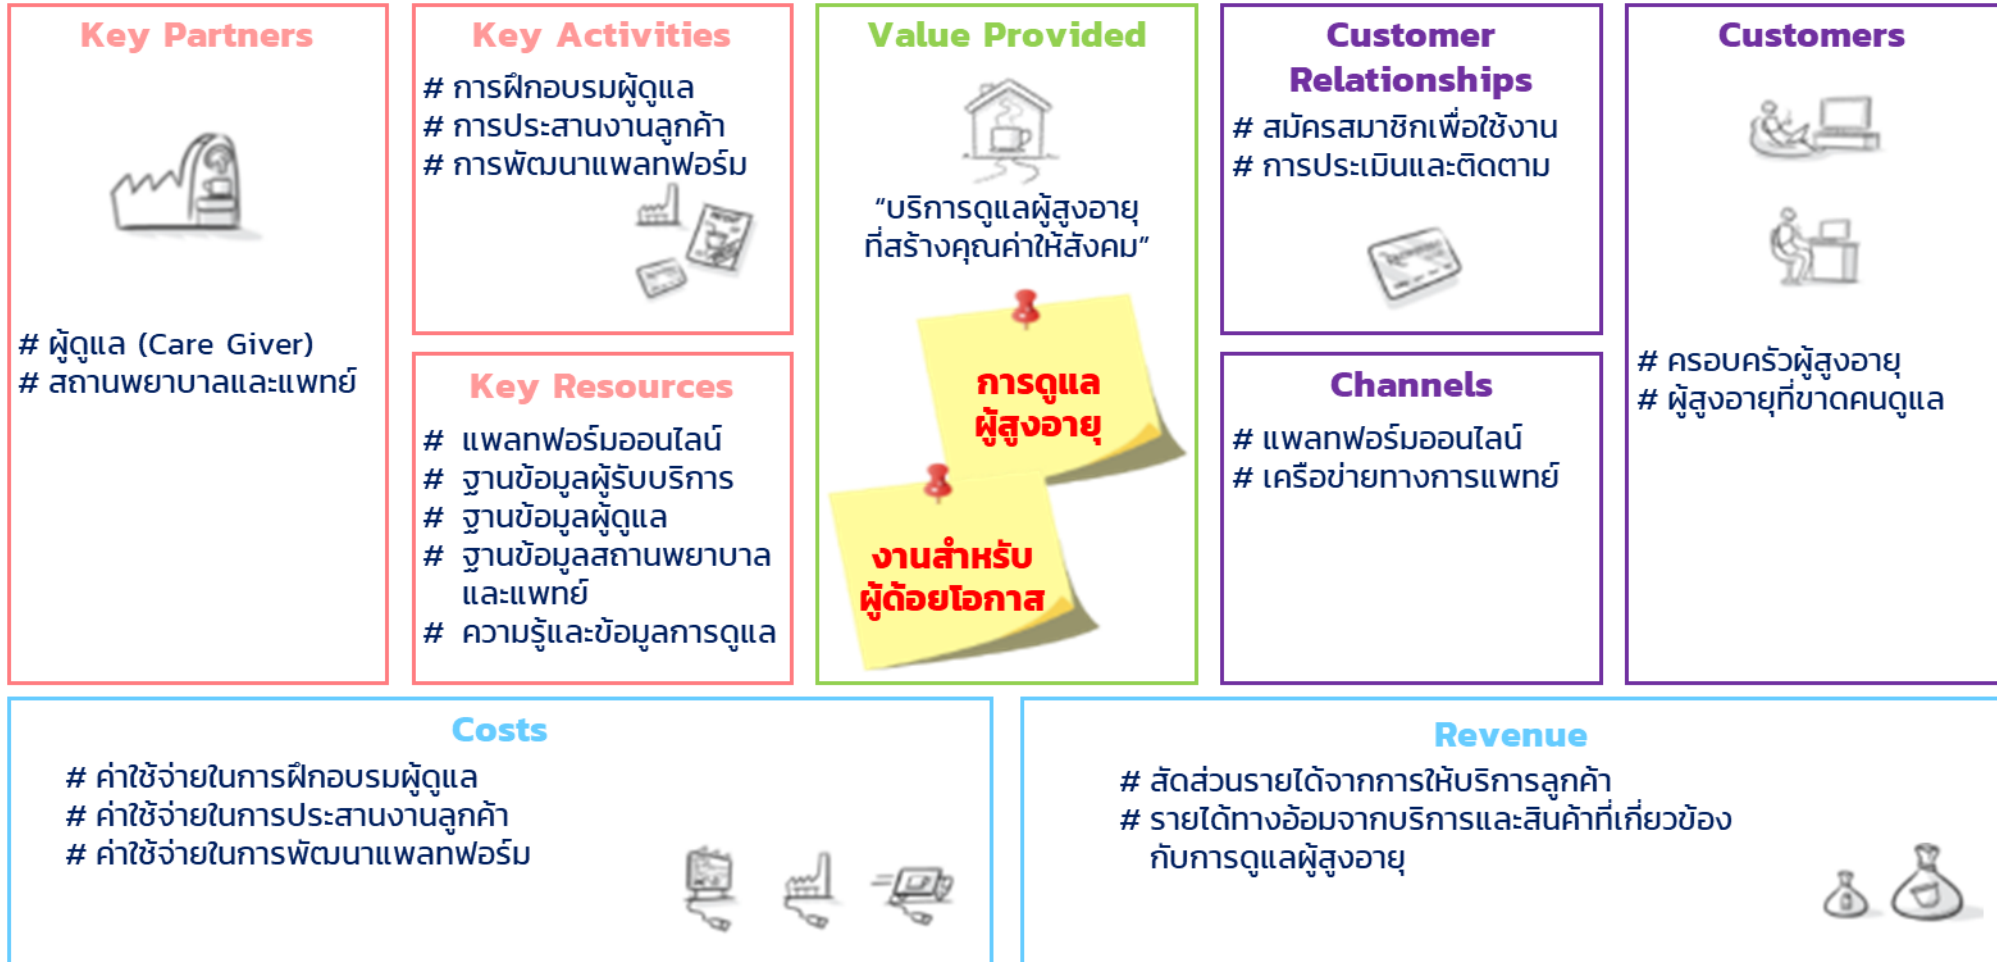 Key Partners
# ผู้ดูแล (Care Giver)
# สถานพยาบาลและแพทย์
Key Activities
# การฝึกอบรมผู้ดูแล
# การประสานงานลูกค้า
# การพัฒนาแพลทฟอร์ม
Key Resources
# แพลทฟอร์มออนไลน์
# ฐานข้อมูลผู้รับบริการ
# ฐานข้อมูลผู้ดูแล
# ฐานข้อมูลสถานพยาบาล
และแพทย์
# ความรู้และข้อมูลการดูแล
Value Provided
“บริการดูแลผู้สูงอายุ
ที่สร้างคุณค่าให้สังคม”
การดูแล
ผู้สูงอายุ
งานสำหรับ
ผู้ด้อยโอกาส
Customer
Relationships
# สมัครสมาชิกเพื่อใช้งาน
# การประเมินและติดตาม
Channels
# แพลทฟอร์มออนไลน์
# เครือข่ายทางการแพทย์
Customers
# ครอบครัวผู้สูงอายุ
# ผู้สูงอายุที่ขาดคนดูแล
Costs
# ค่าใช้จ่ายในการฝึกอบรมผู้ดูแล
# ค่าใช้จ่ายในการประสานงานลูกค้า
# ค่าใช้จ่ายในการพัฒนาแพลทฟอร์ม
Revenue
# สัดส่วนรายได้จากการให้บริการลูกค้า
# รายได้ทางอ้อมจากบริการและสินค้าที่เกี่ยวข้อง
กับการดูแลผู้สูงอายุ